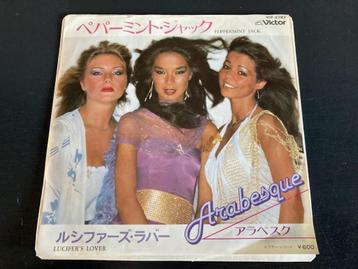 ペパーミント・ジャック
PEPPERMINT JACK
Victor
Arabesque
アラベスク
ルシファーズ・ラバー
LUCIFER'S LOVER
¥600